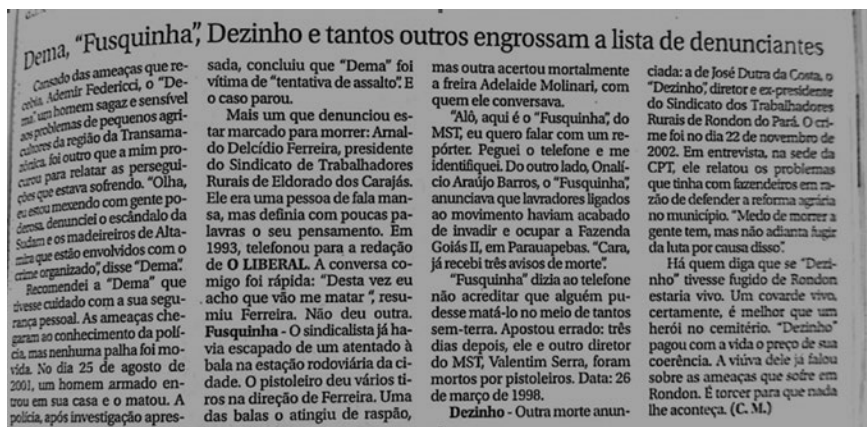 Dema, “Fusquinha”, Dezinho e tantos outros engrossam a lista de denunciantes
Cansado das ameaças que re-
cebia, Ademir Federicci, o “De-
ma” um homem sagaz e sensível
aos problemas de pequenos agri-
cultores da região da Transama-
zônica, foi outro que a mim pro-
curou para relatar as persegui-
ções que estava sofrendo. “Olha,
eu estou mexendo com gente po-
derosa, denunciei o escândalo da
Sudam e os madeireiros de Alta-
mira que estão envolvidos com o
crime organizado”, disse “Dema”.
Recomendei a “Dema” que
tivesse cuidado com a sua segu-
rança pessoal. As ameaças che-
garam ao conhecimento da polí-
cia, mas nenhuma palha foi mo-
vida. No dia 25 de agosto de
2001, um homem armado en-
trou em sua casa e o matou. A
polícia, após investigação apres-
sada, concluiu que “Dema” foi
vítima de “tentativa de assalto”. E
o caso parou.
Mais um que denunciou es-
tar marcado para morrer: Arnal-
do Delcídio Ferreira, presidente
do Sindicato de Trabalhadores
Rurais de Eldorado dos Carajás.
Ele era uma pessoa de fala man-
sa, mas definia com poucas pa-
lavras o seu pensamento. Em
1993, telefonou para a redação
de O LIBERAL. A conversa co-
migo foi rápida: “Desta vez eu
acho que vão me matar ”, resu-
miu Ferreira. Não deu outra.
Fusquinha - O sindicalista já ha-
via escapado de um atentado à
bala na estação rodoviária da ci-
dade. O pistoleiro deu vários ti-
ros na direção de Ferreira. Uma
das balas o atingiu de raspão,
mas outra acertou mortalmente
a freira Adelaide Molinari, com
quem ele conversava.
“Alô, aqui é o “Fusquinha”, do
MST, eu quero falar com um re-
pórter. Peguei o telefone e me
identifiquei. Do outro lado, Onalí-
cio Araújo Barros, o “Fusquinha”,
anunciava que lavradores ligados
ao movimento haviam acabado
de invadir e ocupar a Fazenda
Goiás II, em Parauapebas. “Cara,
já recebi três avisos de morte”.
“Fusquinha” dizia ao telefone
não acreditar que alguém pu-
desse matá-lo no meio de tantos
sem-terra. Apostou errado: três
dias depois, ele e outro diretor
do MST, Valentim Serra, foram
mortos por pistoleiros. Data: 26
de março de 1998.
Dezinho - Outra morte anun-
ciada: a de José Dutra da Costa, o
“Dezinho”, diretor e ex-presidente
do Sindicato dos Trabalhadores
Rurais de Rondon do Pará. O cri-
me foi no dia 22 de novembro de
2002. Em entrevista, na sede da
CPT, ele relatou os problemas
que tinha com fazendeiros em ra-
zão de defender a reforma agrária
no município. “Medo de morrer a
gente tem, mas não adianta fugir
da luta por causa disso”.
Há quem diga que se “Dezi-
nho” tivesse fugido de Rondon
estaria vivo. Um covarde vivo,
certamente, é melhor que um
herói no cemitério. “Dezinho”
pagou com a vida o preço de sua
coerência. A viúva dele já falou
sobre as ameaças que sofre em
Rondon. É torcer para que nada
lhe aconteça. (C. M.)